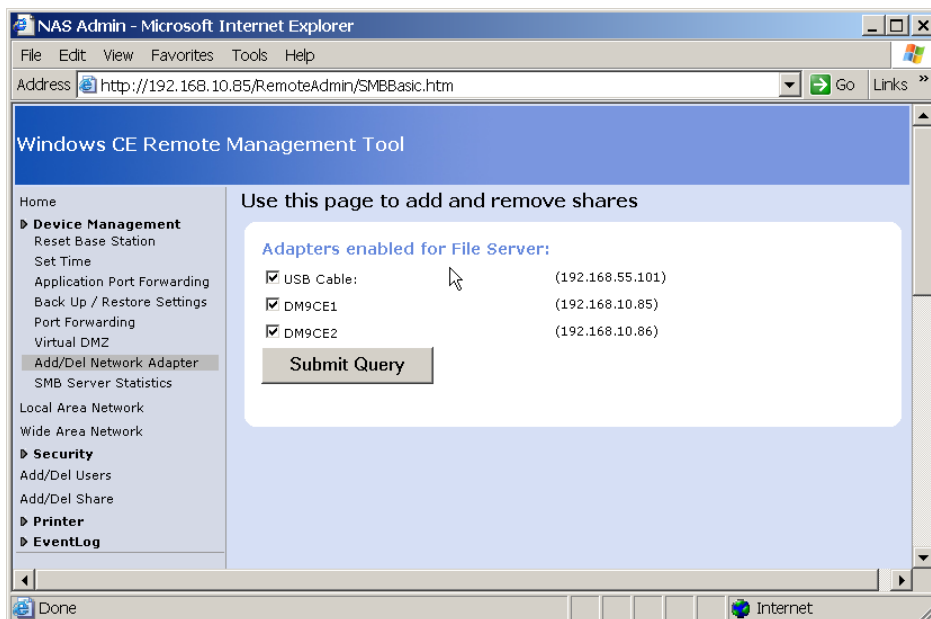 NAS Admin - Microsoft Internet Explorer
File Edit View Favorites Tools Help
Address http://192.168.10.85/RemoteAdmin/SMBBasic.htm Go Links »
Windows CE Remote Management Tool
Home
Device Management
Reset Base Station
Set Time
Application Port Forwarding
Back Up / Restore Settings
Port Forwarding
Virtual DMZ
Add/Del Network Adapter
SMB Server Statistics
Local Area Network
Wide Area Network
Security
Add/Del Users
Add/Del Share
Printer
EventLog
Use this page to add and remove shares
Adapters enabled for File Server:
USB Cable: (192.168.55.101)
DM9CE1 (192.168.10.85)
DM9CE2 (192.168.10.86)
Submit Query
Done Internet